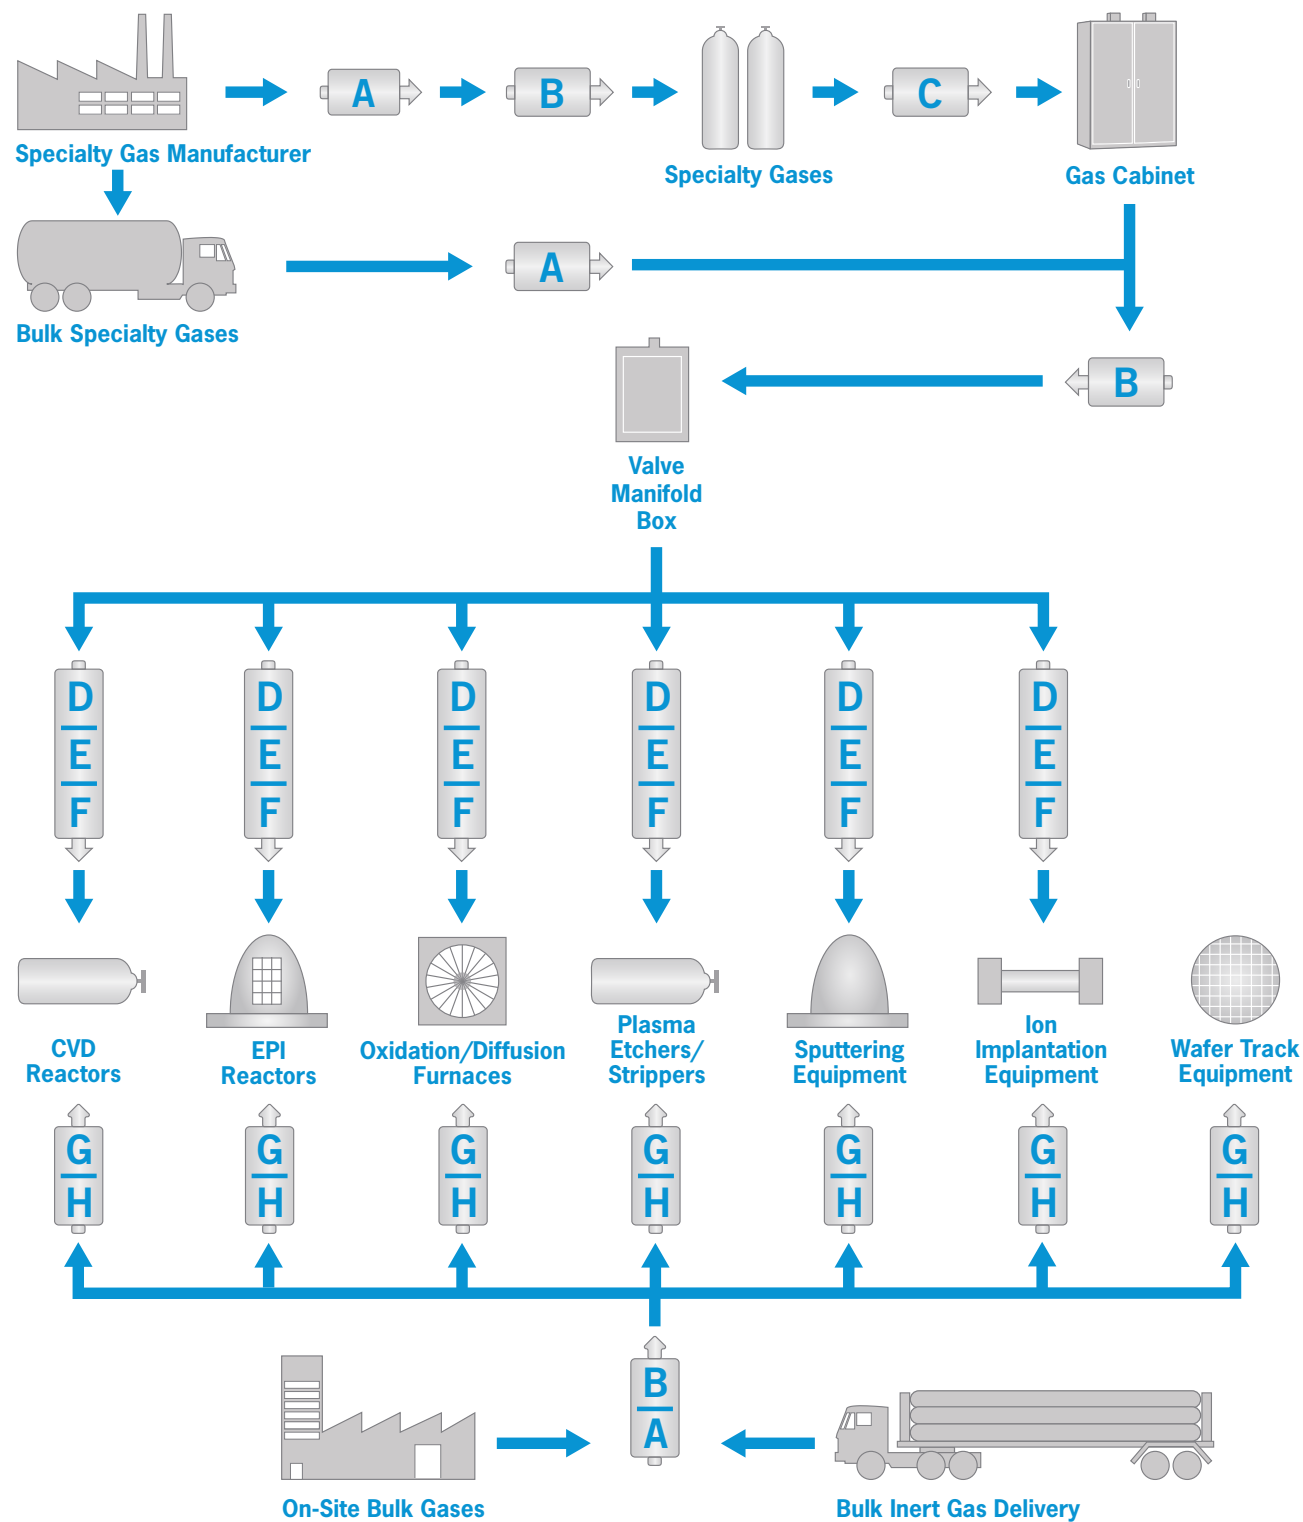 A
B
C
Specialty Gas Manufacturer
Specialty Gases
Gas Cabinet
A
Bulk Specialty Gases
B
Valve
Manifold
Box
D
E
F
D
E
F
D
E
F
D
E
F
D
E
F
D
E
F
CVD
Reactors
EPI
Reactors
Oxidation/Diffusion
Furnaces
Plasma
Etchers/
Strippers
Sputtering
Equipment
Ion
Implantation
Equipment
Wafer Track
Equipment
G
H
G
H
G
H
G
H
G
H
G
H
G
H
B
A
On-Site Bulk Gases
Bulk Inert Gas Delivery